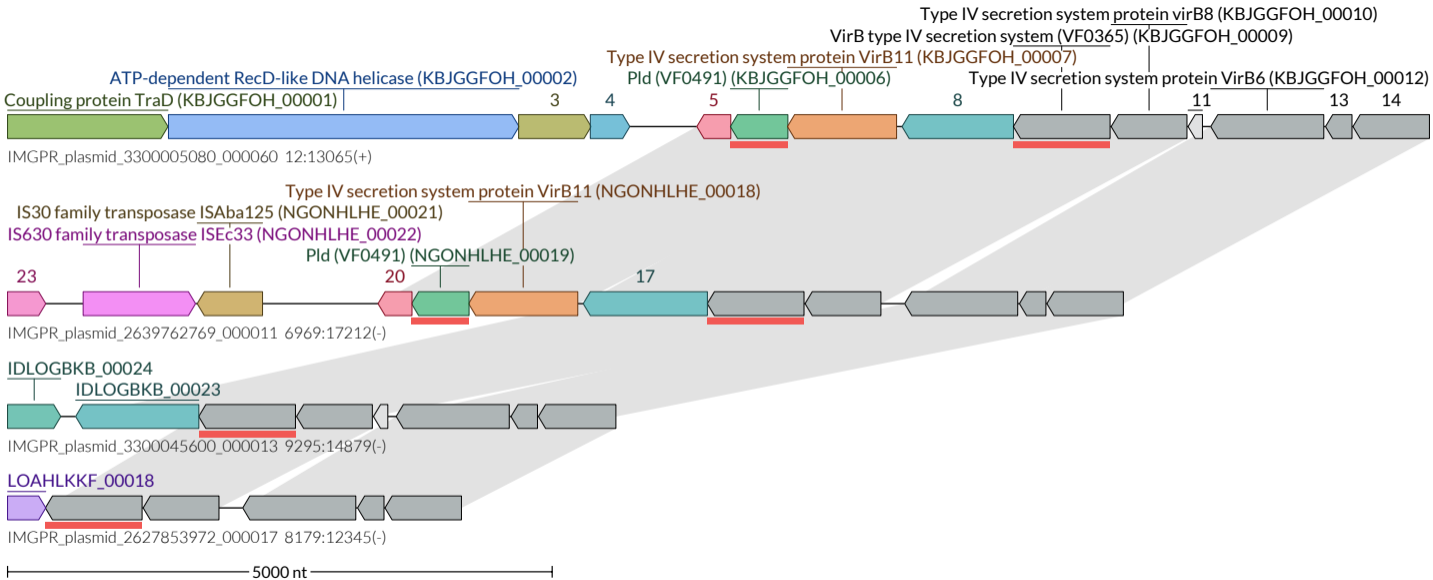 Type IV secretion system protein virB8 (KBJGGFOH_00010)
VirB type IV secretion system (VF0365) (KBJGGFOH_00009)
Type IV secretion system protein VirB11 (KBJGGFOH_00007)
ATP-dependent RecD-like DNA helicase (KBJGGFOH_00002)
Pld (VF0491) (KBJGGFOH_00006)
Type IV secretion system protein VirB6 (KBJGGFOH_00012)
Coupling protein TraD (KBJGGFOH_00001)
3 4 5 8 11 13 14
IMGPR_plasmid_3300005080_000060 12:13065(+)
Type IV secretion system protein VirB11 (NGONHLHE_00018)
IS30 family transposase ISAba125 (NGONHLHE_00021)
IS630 family transposase ISEc33 (NGONHLHE_00022)
Pld (VF0491) (NGONHLHE_00019)
23 20 17
IMGPR_plasmid_2639762769_000011 6969:17212(-)
IDLOGBKB_00024
IDLOGBKB_00023
IMGPR_plasmid_3300045600_000013 9295:14879(-)
LOAHLKKF_00018
IMGPR_plasmid_2627853972_000017 8179:12345(-)
5000 nt